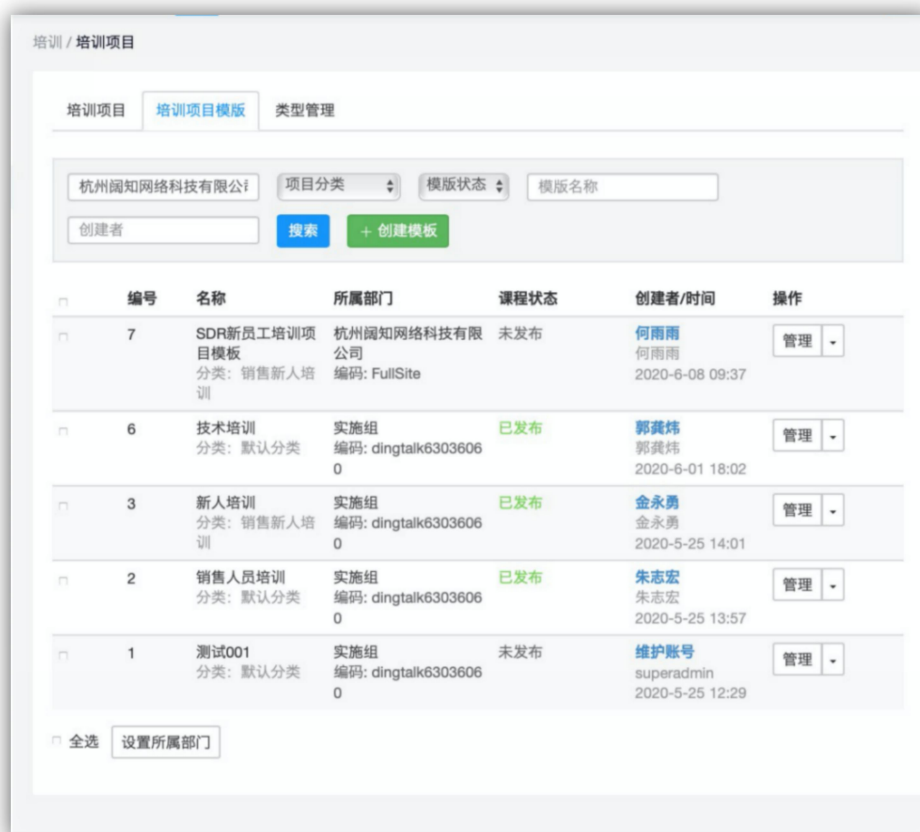 培训 / 培训项目
培训项目 培训项目模版 类型管理
杭州阔知网络科技有限公司 项目分类 模版状态 模版名称
创建者 搜索 + 创建模板
编号 名称 所属部门 课程状态 创建者/时间 操作
7 SDR新员工培训项 杭州阔知网络科技有限 未发布 何雨雨 管理
目模板 公司 何雨雨
分类：销售新人培 编码: FullSite 2020-6-08 09:37
训
6 技术培训 实施组 已发布 郭龚炜 管理
分类：默认分类 编码: dingtalk6303606 郭龚炜
0 2020-6-01 18:02
3 新人培训 实施组 已发布 金永勇 管理
分类：销售新人培 编码: dingtalk6303606 金永勇
训 0 2020-5-25 14:01
2 销售人员培训 实施组 已发布 朱志宏 管理
分类：默认分类 编码: dingtalk6303606 朱志宏
0 2020-5-25 13:57
1 测试001 实施组 未发布 维护账号 管理
分类：默认分类 编码: dingtalk6303606 superadmin
0 2020-5-25 12:29
全选 设置所属部门